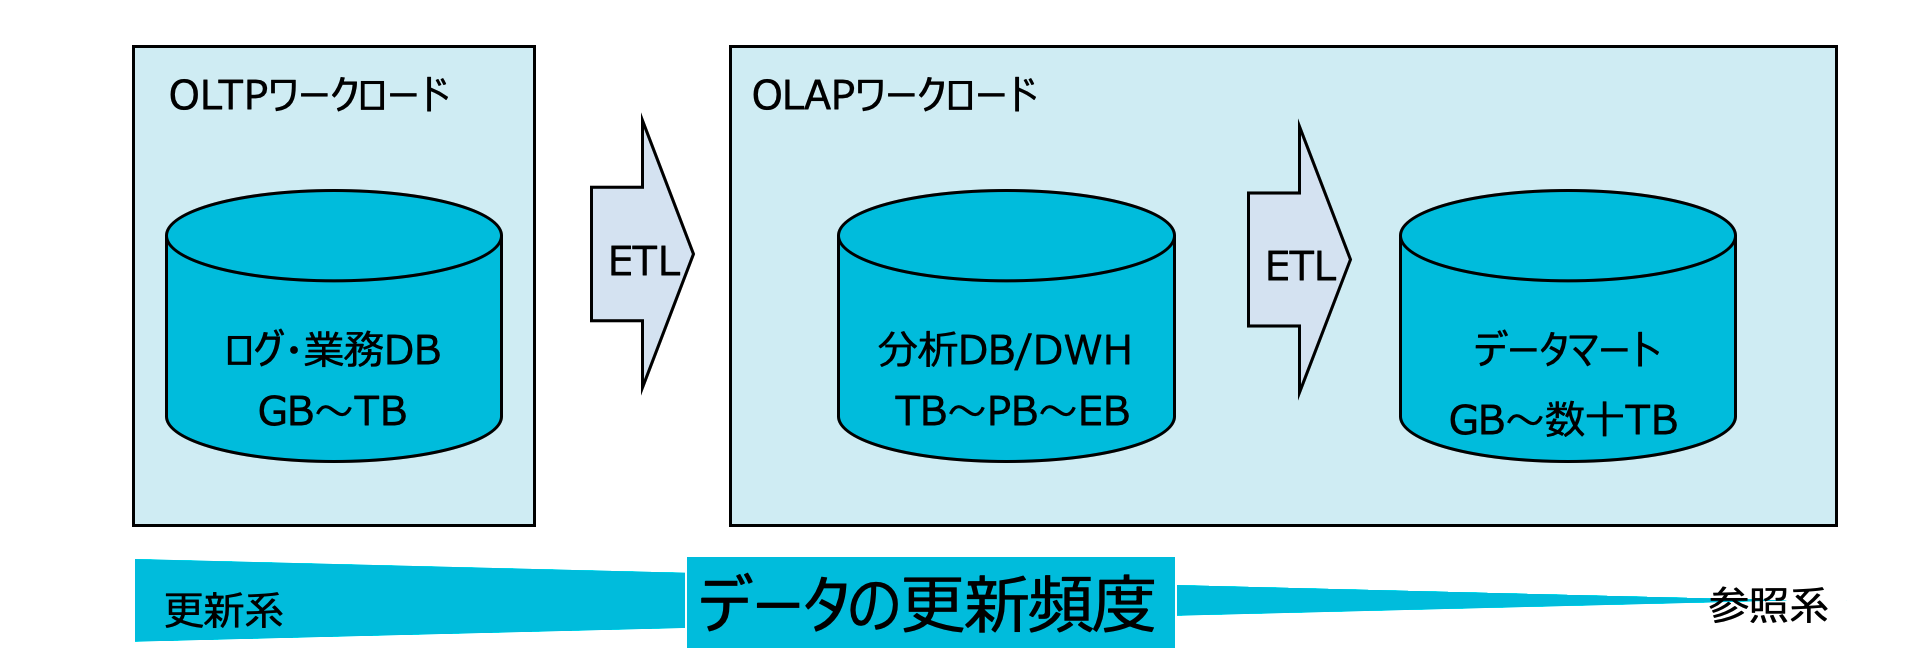 OLTPワークロード
OLAPワークロード
ETL
ETL
ログ・業務DB
GB～TB
分析DB/DWH
TB～PB～EB
データマート
GB～数十TB
更新系
データの更新頻度
参照系